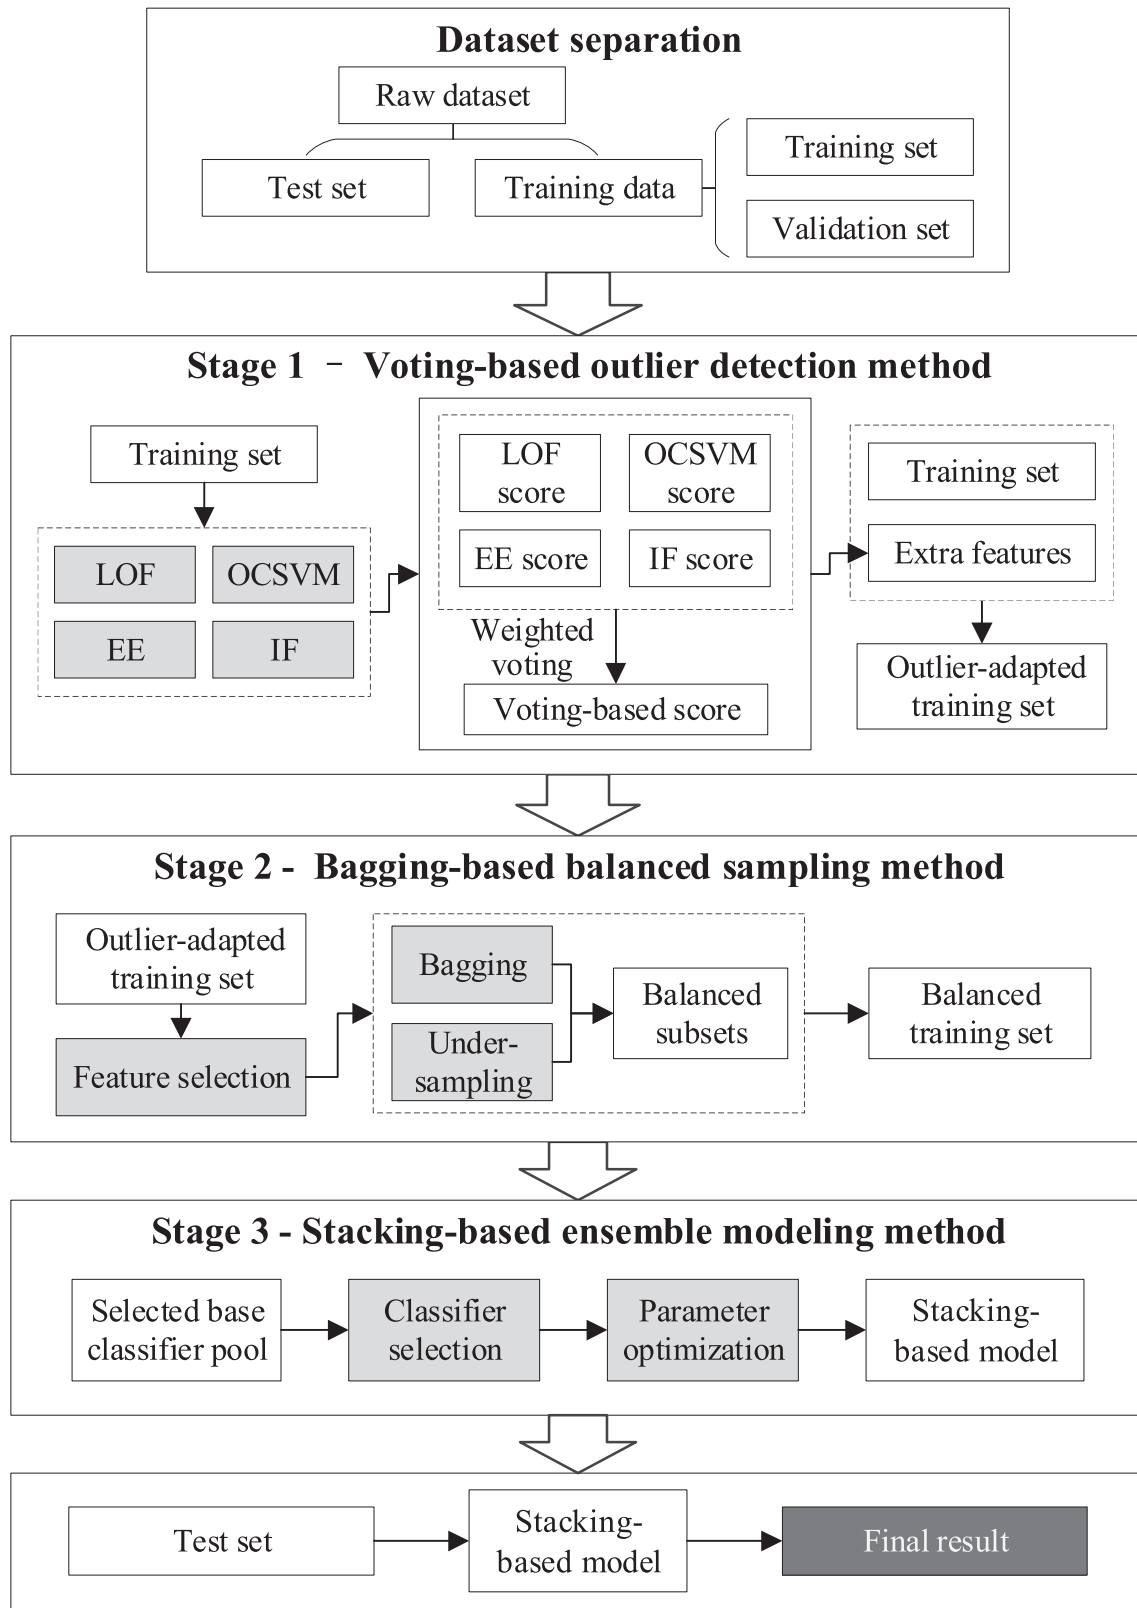 Dataset separation
Raw dataset
Test set
Training data
Training set
Validation set
Stage 1 – Voting-based outlier detection method
Training set
LOF
OCSVM
EE
IF
LOF
score
OCSVM
score
EE score
IF score
Weighted
voting
Voting-based score
Training set
Extra features
Outlier-adapted
training set
Stage 2 - Bagging-based balanced sampling method
Outlier-adapted
training set
Feature selection
Bagging
Under-
sampling
Balanced
subsets
Balanced
training set
Stage 3 - Stacking-based ensemble modeling method
Selected base
classifier pool
Classifier
selection
Parameter
optimization
Stacking-
based model
Test set
Stacking-
based model
Final result